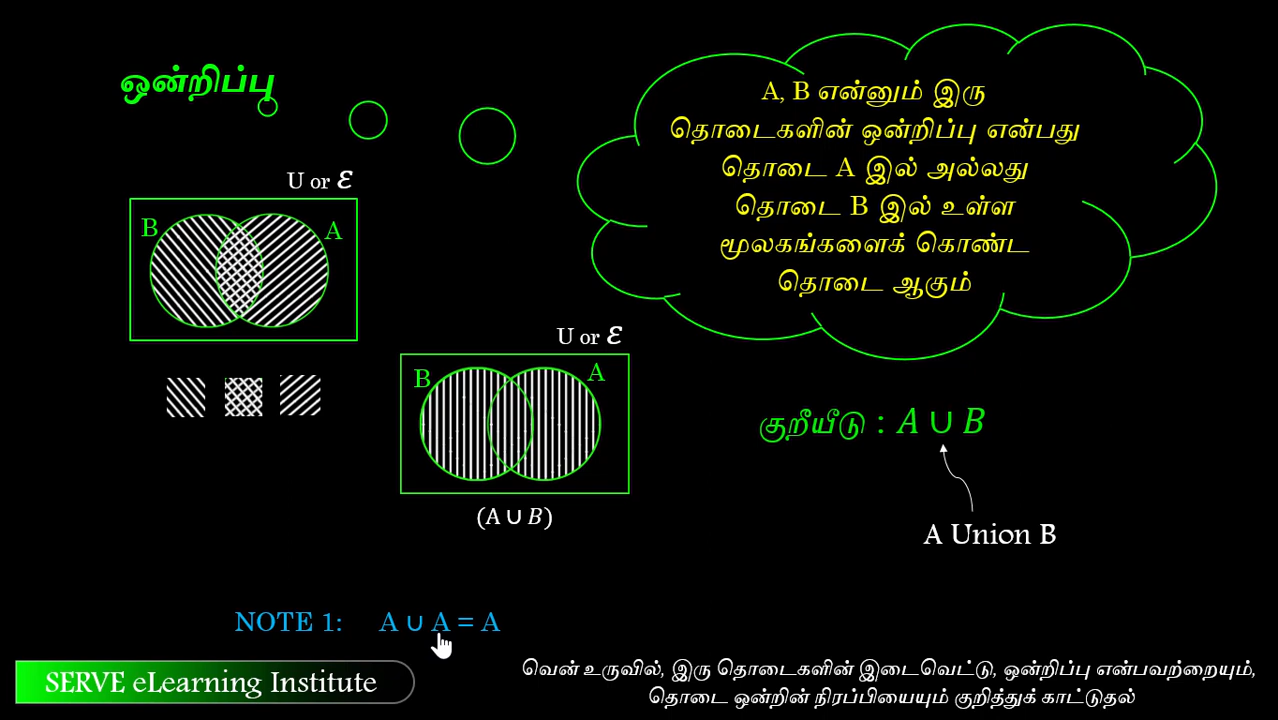 ஒன்றிப்பு
A, B என்னும் இரு
தொடைகளின் ஒன்றிப்பு என்பது
தொடை A இல் அல்லது
தொடை B இல் உள்ள
மூலகங்களைக் கொண்ட
தொடை ஆகும்
U or ℰ
B
A
U or ℰ
B
A
(A ∪ B)
குறீயீடு : A ∪ B
A Union B
NOTE 1: A ∪ A = A
SERVE eLearning Institute
வென் உருவில், இரு தொடைகளின் இடைவெட்டு, ஒன்றிப்பு என்பவற்றையும்,
தொடை ஒன்றின் நிரப்பியையும் குறித்துக் காட்டுதல்